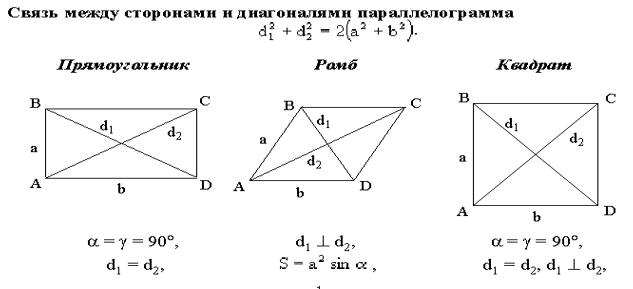 Связь между сторонами и диагоналями параллелограмма
d₁² + d₂² = 2(a² + b²).
Прямоугольник Ромб Квадрат
B C B C B C
d₁ d₂ d₁ d₁ d₂
a a d₂ a
A D A D A D
b b b
α = γ = 90°, d₁ ⊥ d₂, α = γ = 90°,
d₁ = d₂, S = a² sin α , d₁ = d₂, d₁ ⊥ d₂,